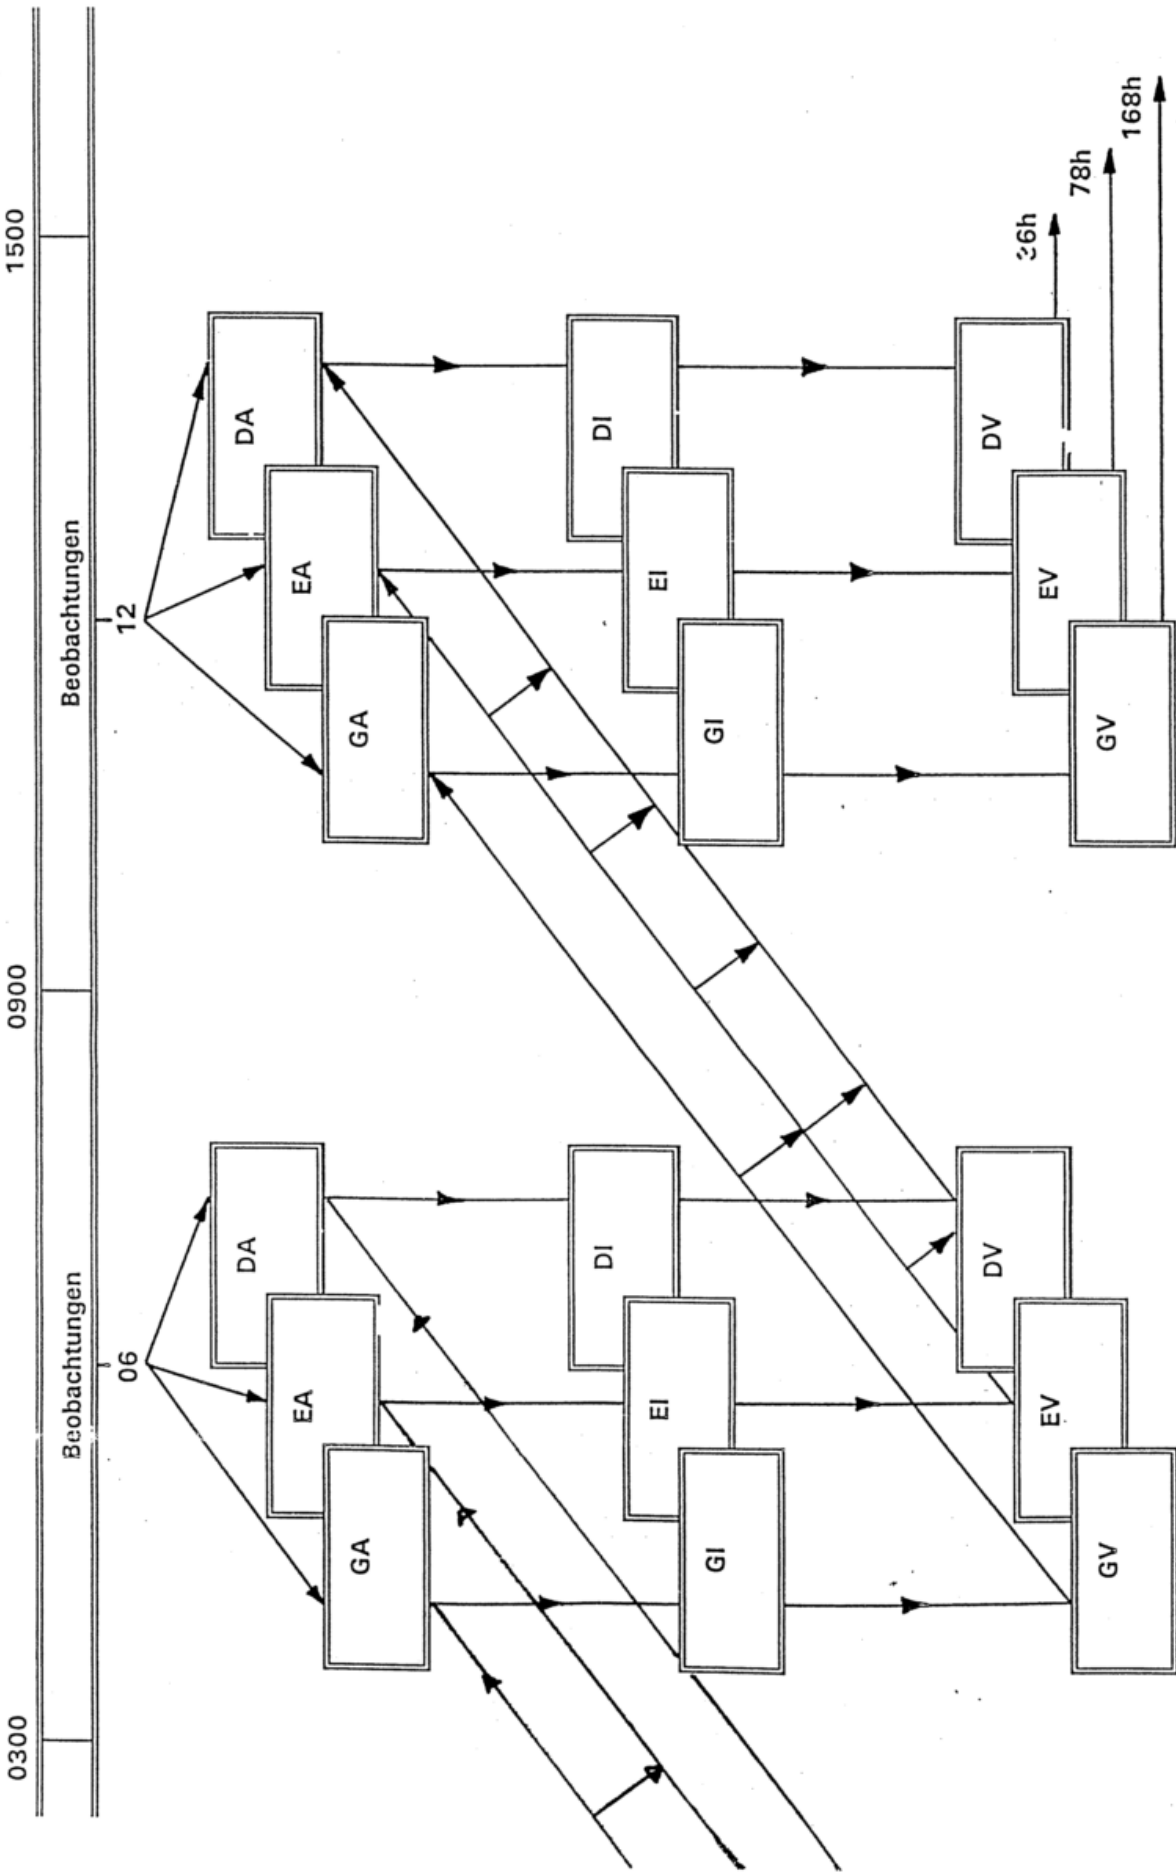 0300 0900 1500
Beobachtungen Beobachtungen
06 12
DA DA
EA EA
GA GA
DI DI
EI EI
GI GI
DV DV
36h
EV EV
78h
GV GV
168h